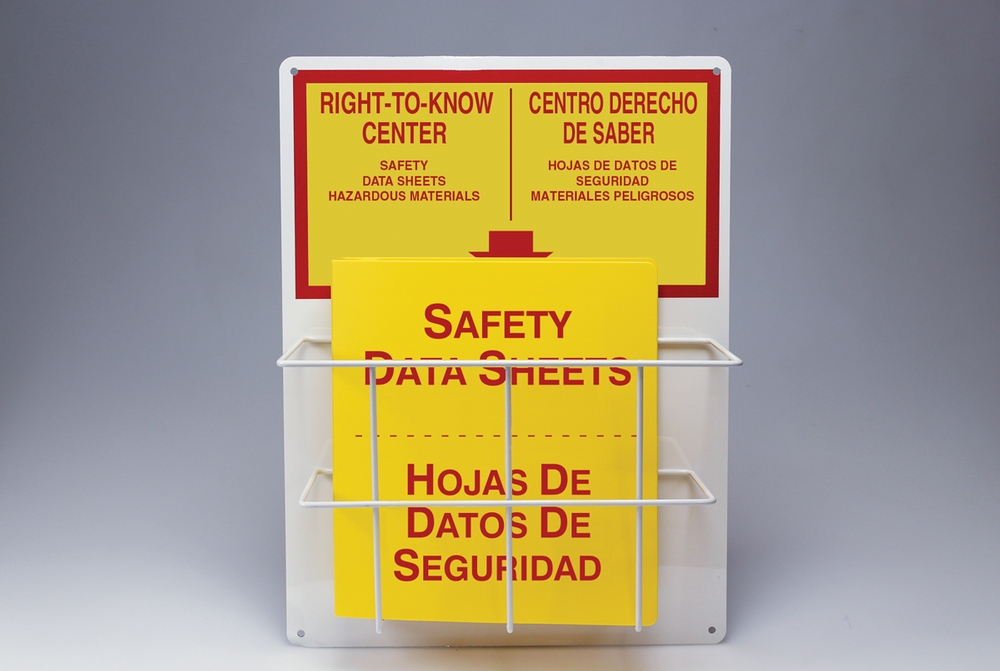 RIGHT-TO-KNOW
CENTER
SAFETY
DATA SHEETS
HAZARDOUS MATERIALS
CENTRO DERECHO
DE SABER
HOJAS DE DATOS DE
SEGURIDAD
MATERIALES PELIGROSOS
SAFETY
DATA SHEETS
HOJAS DE
DATOS DE
SEGURIDAD